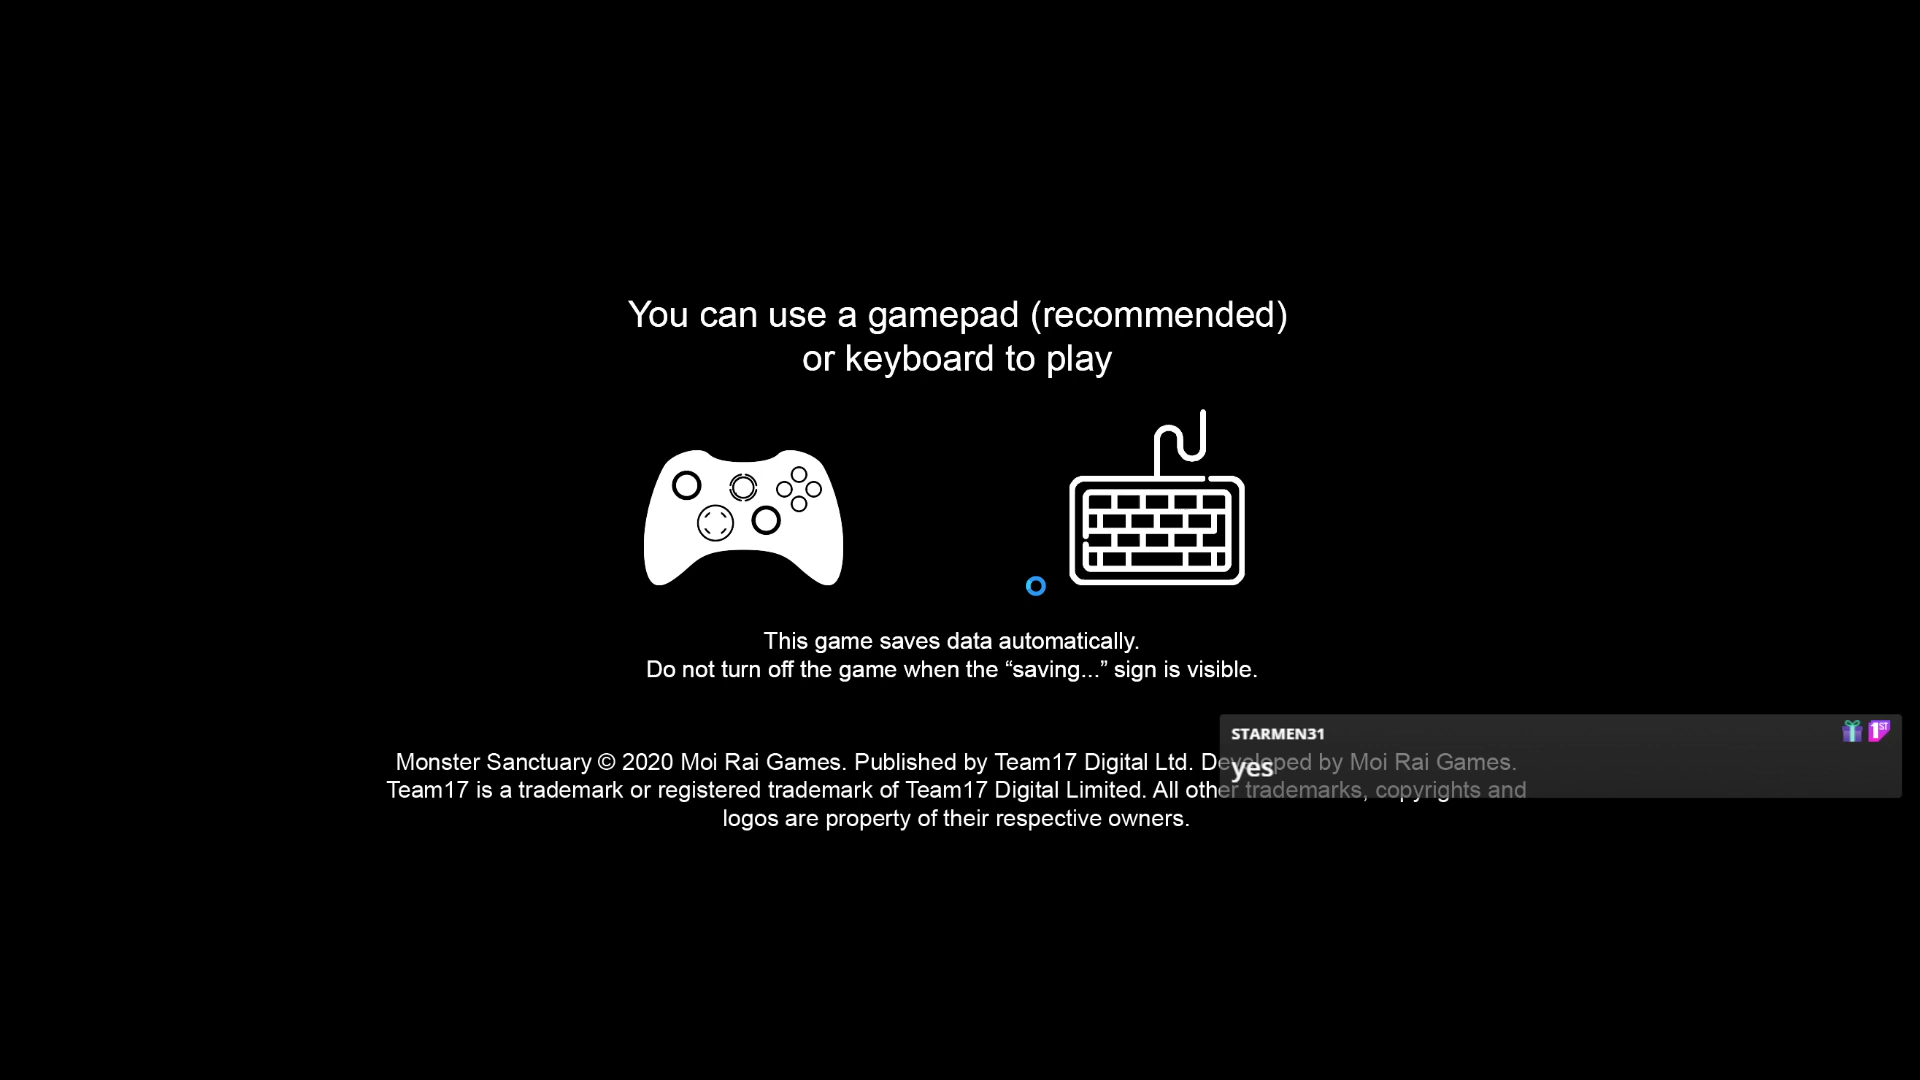 You can use a gamepad (recommended)
or keyboard to play
This game saves data automatically.
Do not turn off the game when the “saving...” sign is visible.
STARMEN31
1ST
yes
Monster Sanctuary © 2020 Moi Rai Games. Published by Team17 Digital Ltd. Developed by Moi Rai Games.
Team17 is a trademark or registered trademark of Team17 Digital Limited. All other trademarks, copyrights and
logos are property of their respective owners.